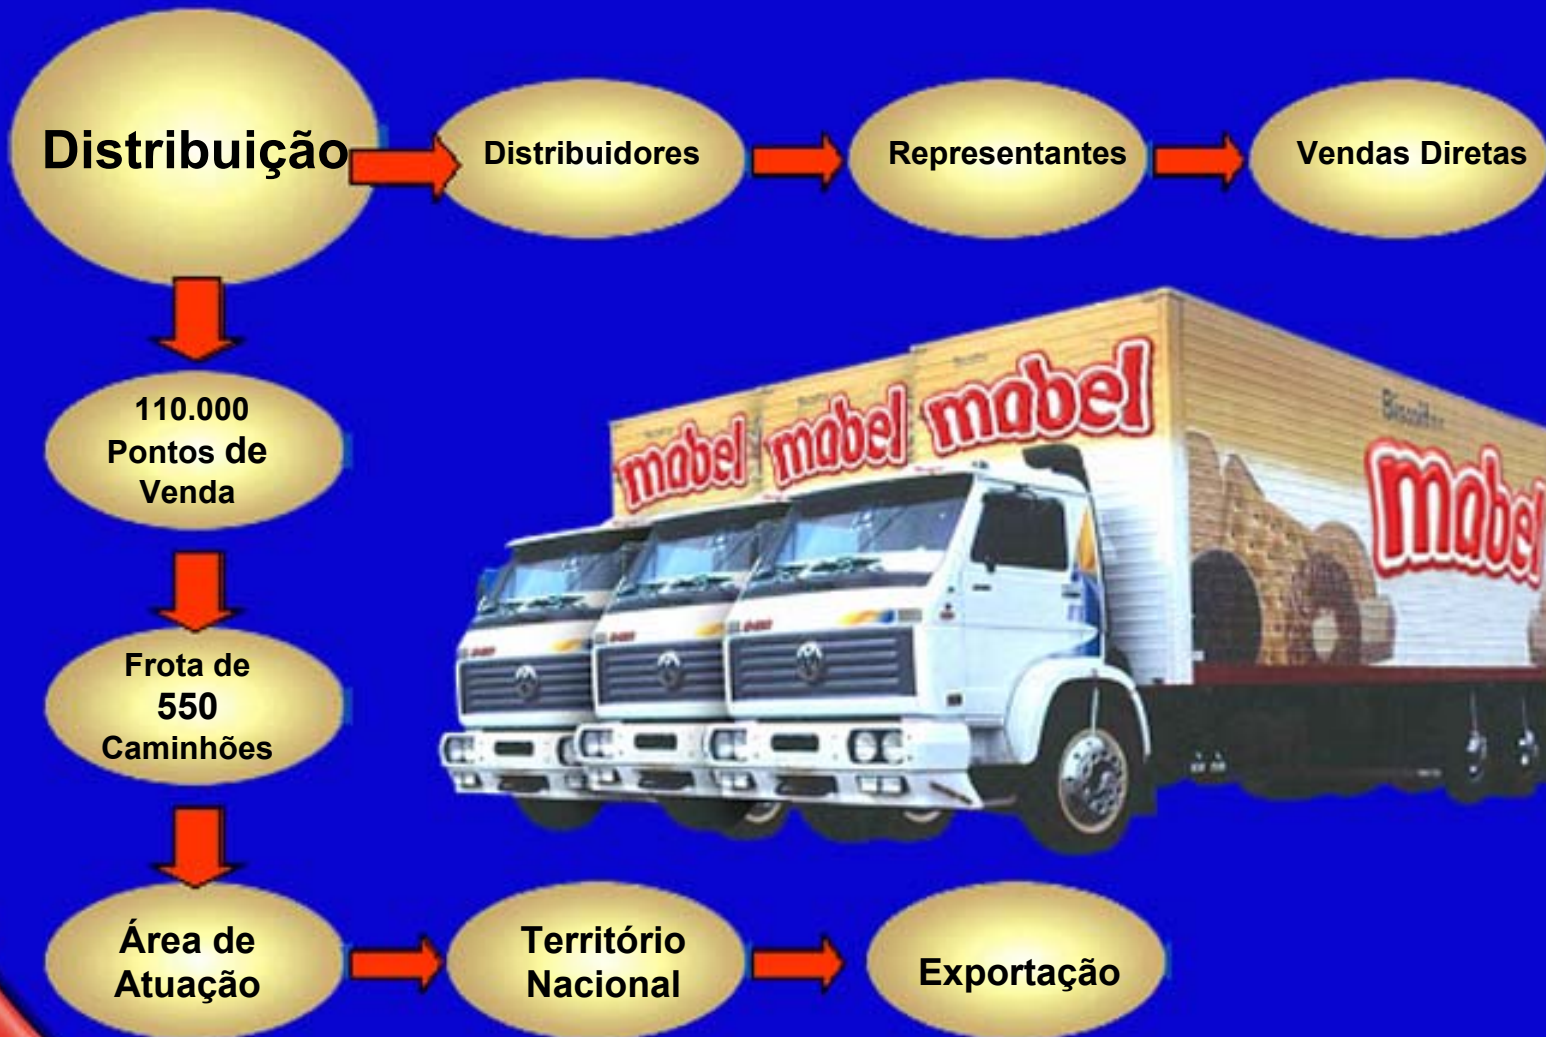 Distribuição
Distribuidores
Representantes
Vendas Diretas
110.000
Pontos de
Venda
mabel
mabel
mabel
Biscoitos
mabel
Frota de
550
Caminhões
Área de
Atuação
Território
Nacional
Exportação